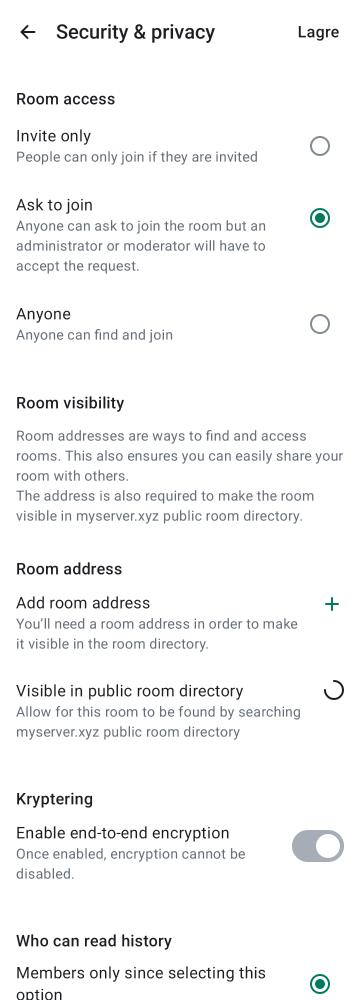 Security & privacy
Lagre
Room access
Invite only
People can only join if they are invited
Ask to join
Anyone can ask to join the room but an
administrator or moderator will have to
accept the request.
Anyone
Anyone can find and join
Room visibility
Room addresses are ways to find and access
rooms. This also ensures you can easily share your
room with others.
The address is also required to make the room
visible in myserver.xyz public room directory.
Room address
Add room address
You’ll need a room address in order to make
it visible in the room directory.
Visible in public room directory
Allow for this room to be found by searching
myserver.xyz public room directory
Kryptering
Enable end-to-end encryption
Once enabled, encryption cannot be
disabled.
Who can read history
Members only since selecting this
option